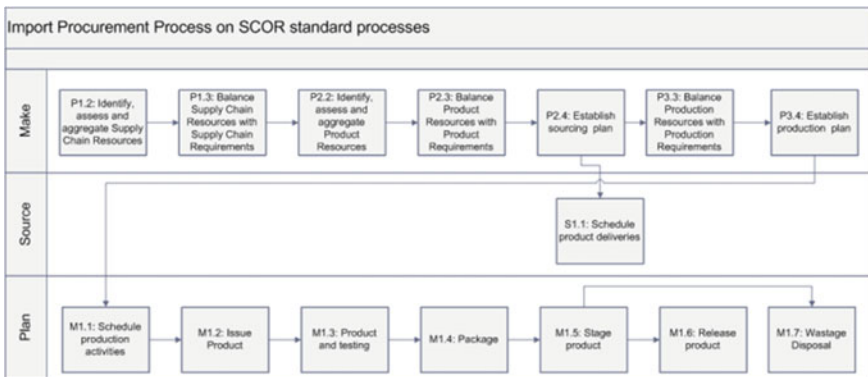 Import Procurement Process on SCOR standard processes
Make
P1.2: Identify,
assess and
aggregate Supply
Chain Resources
P1.3: Balance
Supply Chain
Resources with
Supply Chain
Requirements
P2.2: Identify,
assess and
aggregate
Product
Resources
P2.3: Balance
Product
Resources with
Product
Requirements
P2.4: Establish
sourcing plan
P3.3: Balance
Production
Resources with
Production
Requirements
P3.4: Establish
production plan
Source
S1.1: Schedule
product deliveries
Plan
M1.1: Schedule
production
activities
M1.2: Issue
Product
M1.3: Product
and testing
M1.4: Package
M1.5: Stage
product
M1.6: Release
product
M1.7: Wastage
Disposal